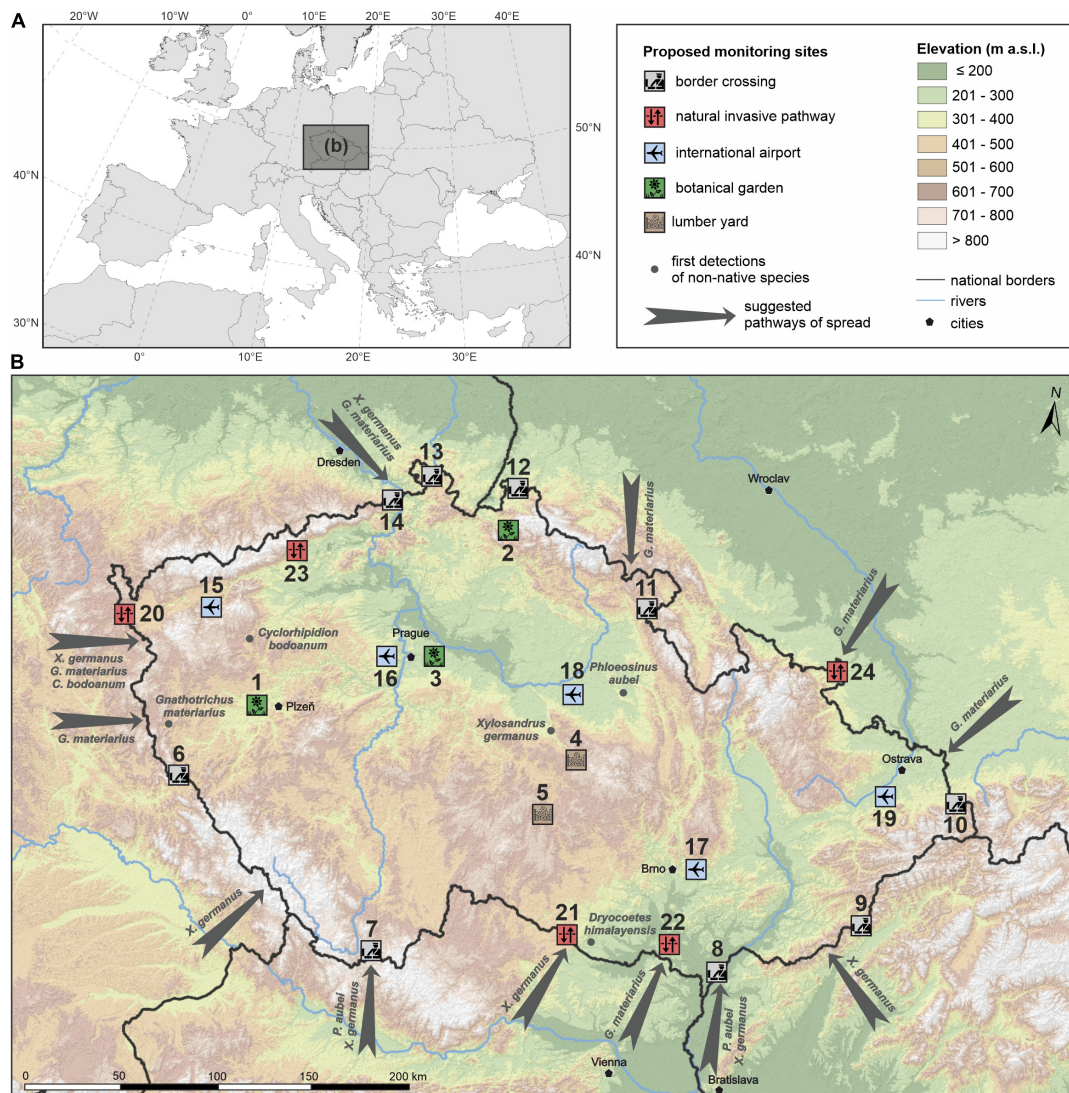 A
20°W
10°W
0°
10°E
20°E
30°E
40°E
50°N
40°N
40°N
30°N
0°
10°E
20°E
30°E
(b)
Proposed monitoring sites
border crossing
natural invasive pathway
international airport
botanical garden
lumber yard
first detections
of non-native species
suggested
pathways of spread
Elevation (m a.s.l.)
≤ 200
201 - 300
301 - 400
401 - 500
501 - 600
601 - 700
701 - 800
> 800
national borders
rivers
cities
B
N
X. germanus
G. materiarius
Dresden
13
12
14
2
Wroclav
G. materiarius
23
15
20
11
G. materiarius
Cyclorhipidion
bodoanum
Prague
16
3
X. germanus
G. materiarius
C. bodoanum
18
Phloeosinus
aubei
24
1
Plzeň
Gnathotrichus
materiarius
G. materiarius
Xylosandrus
germanus
4
G. materiarius
6
5
Ostrava
19
10
17
Brno
X. germanus
7
21
Dryocoetes
himalayensis
22
8
9
P. aubei
X. germanus
X. germanus
G. materiarius
P. aubei
X. germanus
X. germanus
Vienna
Bratislava
0
50
100
150
200 km